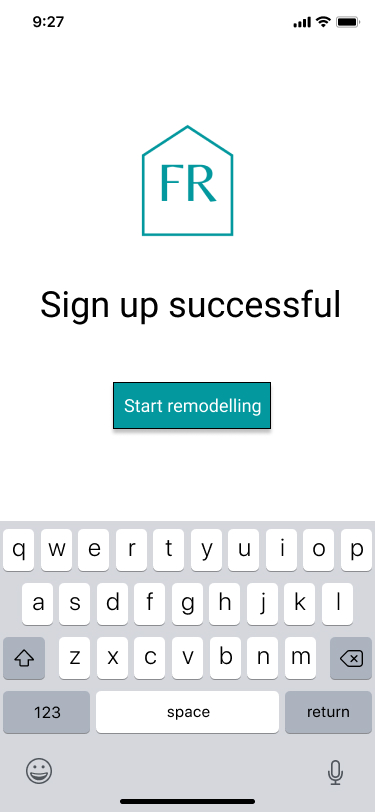 9:27
FR
Sign up successful
Start remodelling
q w e r t y u i o p
a s d f g h j k l
z x c v b n m
123 space return